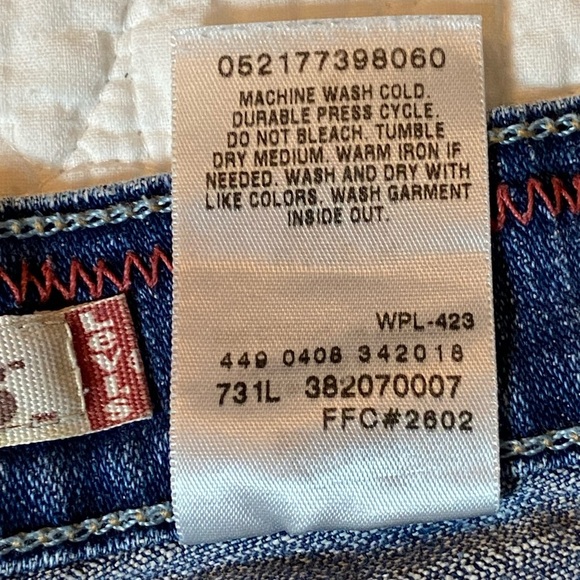 052177398060
MACHINE WASH COLD.
DURABLE PRESS CYCLE.
DO NOT BLEACH. TUMBLE
DRY MEDIUM. WARM IRON IF
NEEDED. WASH AND DRY WITH
LIKE COLORS. WASH GARMENT
INSIDE OUT.
WPL-423
449 0408 342018
731L 382070007
FFC#2602
LEVI'S